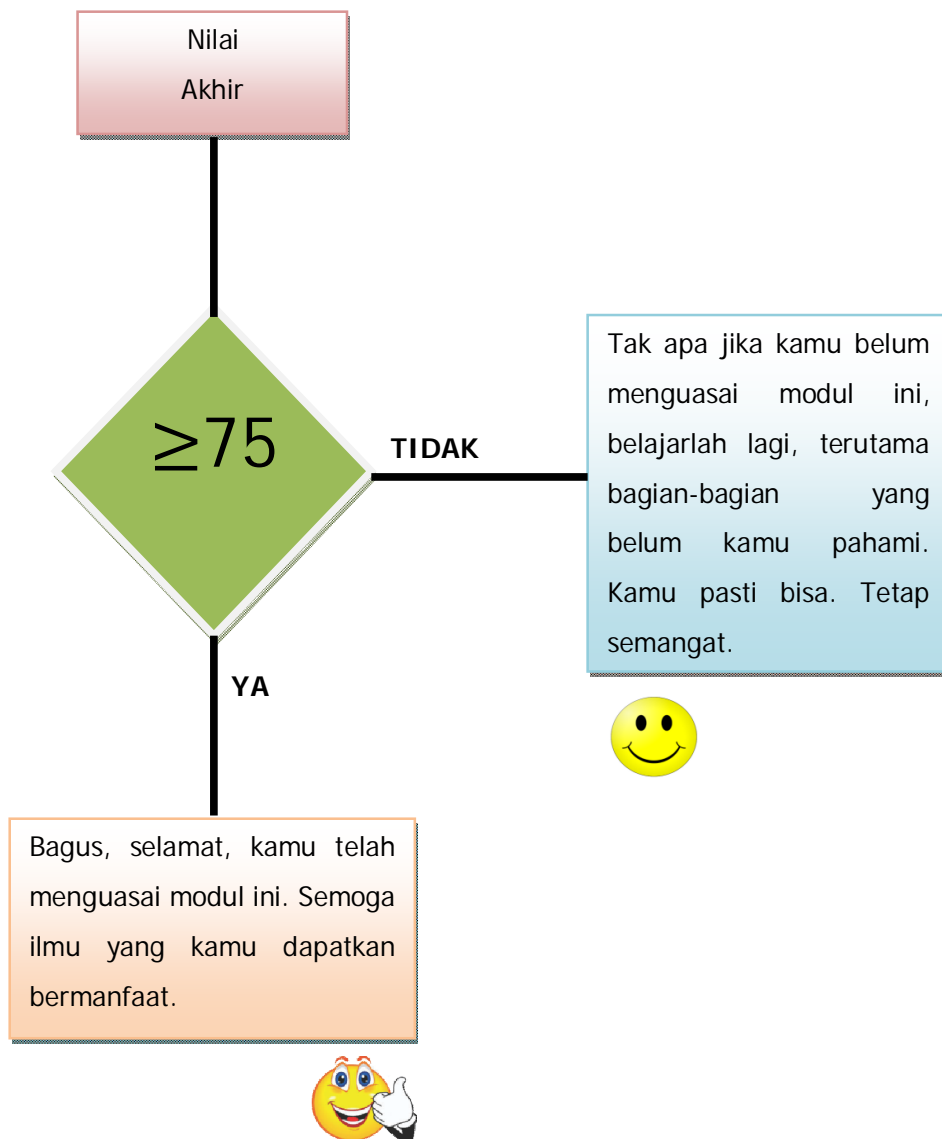 Nilai
Akhir
≥75
TIDAK
Tak apa jika kamu belum
menguasai modul ini,
belajarlah lagi, terutama
bagian-bagian yang
belum kamu pahami.
Kamu pasti bisa. Tetap
semangat.
YA
Bagus, selamat, kamu telah
menguasai modul ini. Semoga
ilmu yang kamu dapatkan
bermanfaat.